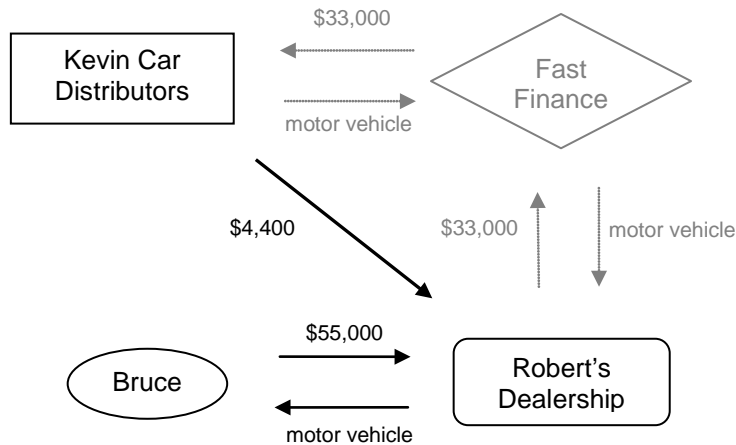 $33,000
Kevin Car
Distributors
Fast
Finance
motor vehicle
$4,400
$33,000
motor vehicle
$55,000
Bruce
Robert's
Dealership
motor vehicle